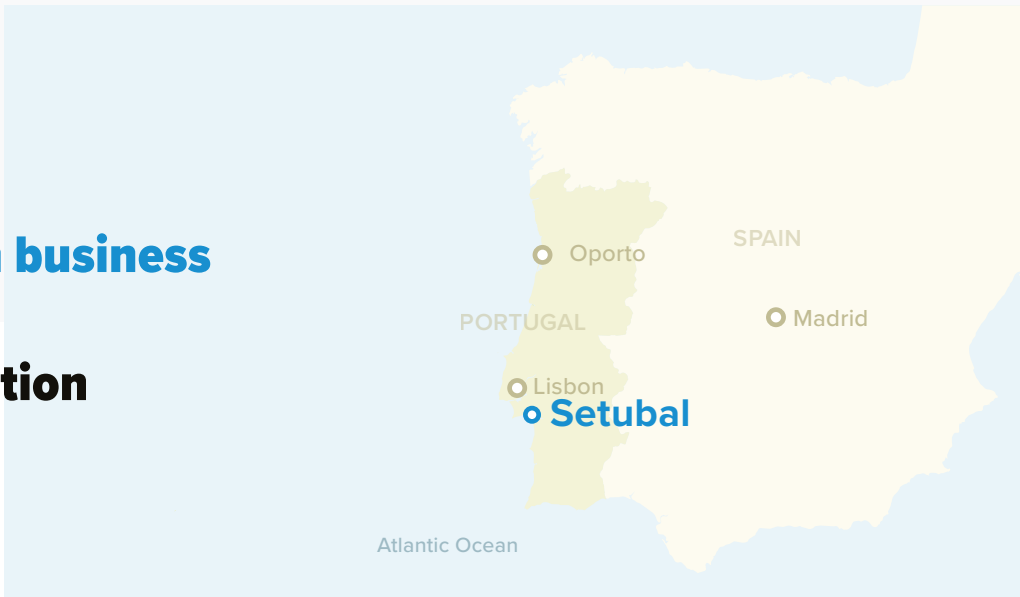 business
tion
SPAIN
Oporto
Madrid
PORTUGAL
Lisbon
Setubal
Atlantic Ocean